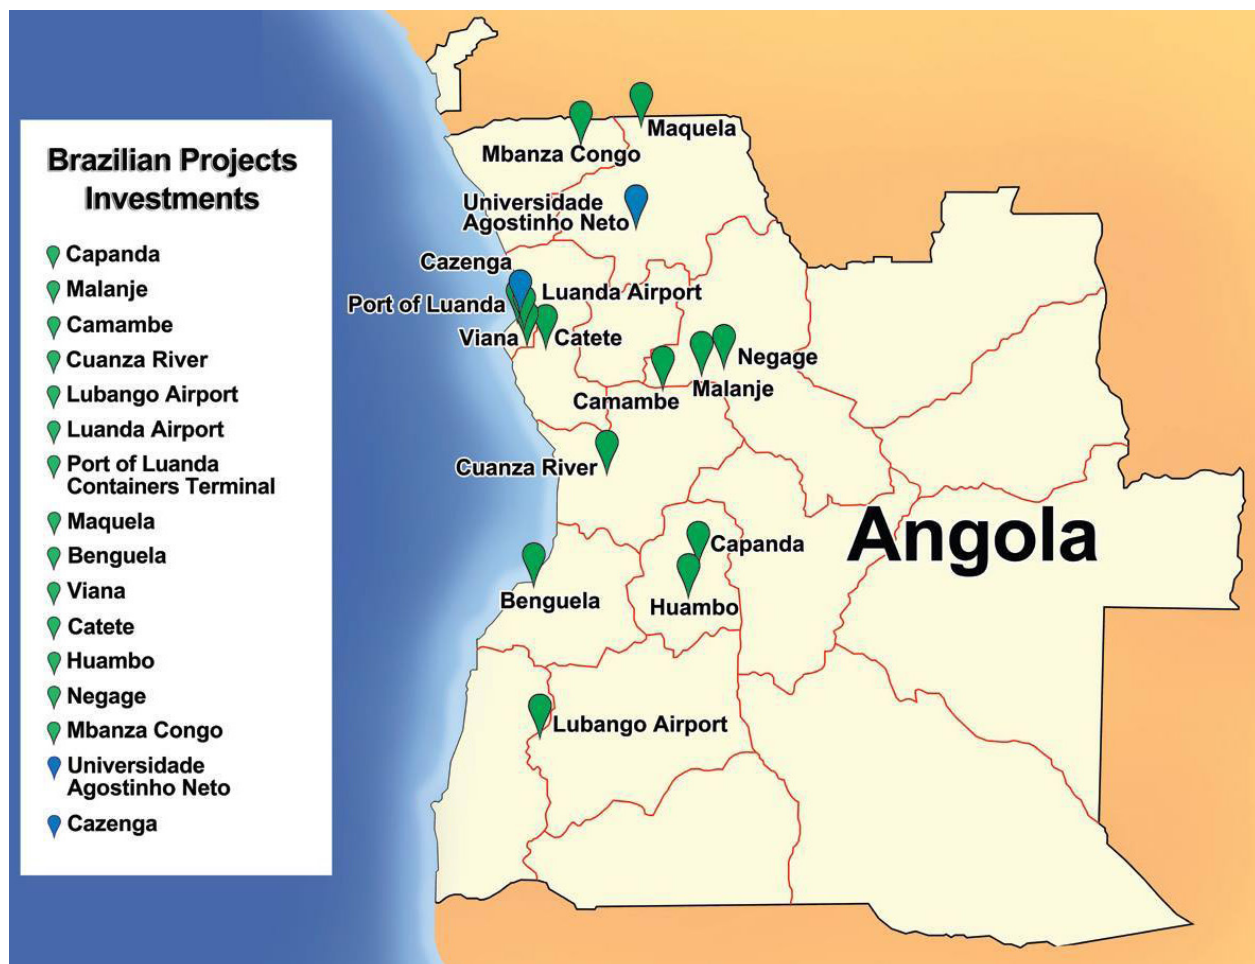 Brazilian Projects
Investments
Capanda
Malanje
Camambe
Cuanza River
Lubango Airport
Luanda Airport
Port of Luanda
Containers Terminal
Maquela
Benguela
Viana
Catete
Huambo
Negage
Mbanza Congo
Universidade
Agostinho Neto
Cazenga
Maquela
Mbanza Congo
Universidade
Agostinho Neto
Cazenga
Luanda Airport
Port of Luanda
Viana
Catete
Negage
Malanje
Camambe
Cuanza River
Angola
Capanda
Huambo
Benguela
Lubango Airport